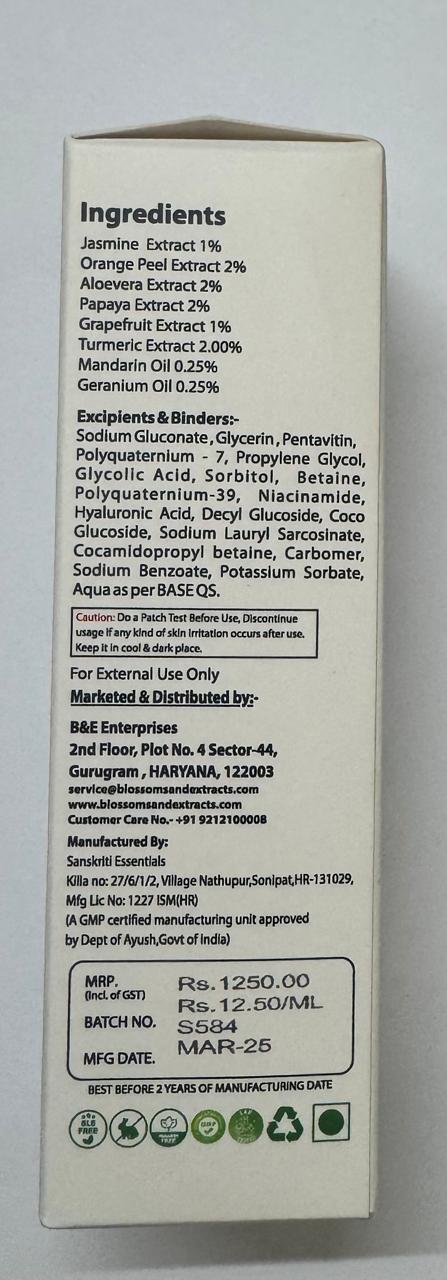 Ingredients
Jasmine Extract 1%
Orange Peel Extract 2%
Aloevera Extract 2%
Papaya Extract 2%
Grapefruit Extract 1%
Turmeric Extract 2.00%
Mandarin Oil 0.25%
Geranium Oil 0.25%
Excipients & Binders:-
Sodium Gluconate, Glycerin, Pentavitin,
Polyquaternium - 7, Propylene Glycol,
Glycolic Acid, Sorbitol, Betaine,
Polyquaternium-39, Niacinamide,
Hyaluronic Acid, Decyl Glucoside, Coco
Glucoside, Sodium Lauryl Sarcosinate,
Cocamidopropyl betaine, Carbomer,
Sodium Benzoate, Potassium Sorbate,
Aqua as per BASE QS.
Caution: Do a Patch Test Before Use, Discontinue
usage if any kind of skin irritation occurs after use.
Keep it in cool & dark place.
For External Use Only
Marketed & Distributed by:-
B&E Enterprises
2nd Floor, Plot No. 4 Sector-44,
Gurugram , HARYANA, 122003
service@blossomsandextracts.com
www.blossomsandextracts.com
Customer Care No.- +91 9212100008
Manufactured By:
Sanskriti Essentials
Killa no: 27/6/1/2, Village Nathupur,Sonipat,HR-131029,
Mfg Lic No: 1227 ISM(HR)
(A GMP certified manufacturing unit approved
by Dept of Ayush,Govt of India)
MRP. Rs.1250.00
(Incl. of GST) Rs.12.50/ML
BATCH NO. S584
MFG DATE. MAR-25
BEST BEFORE 2 YEARS OF MANUFACTURING DATE
SLS
FREE